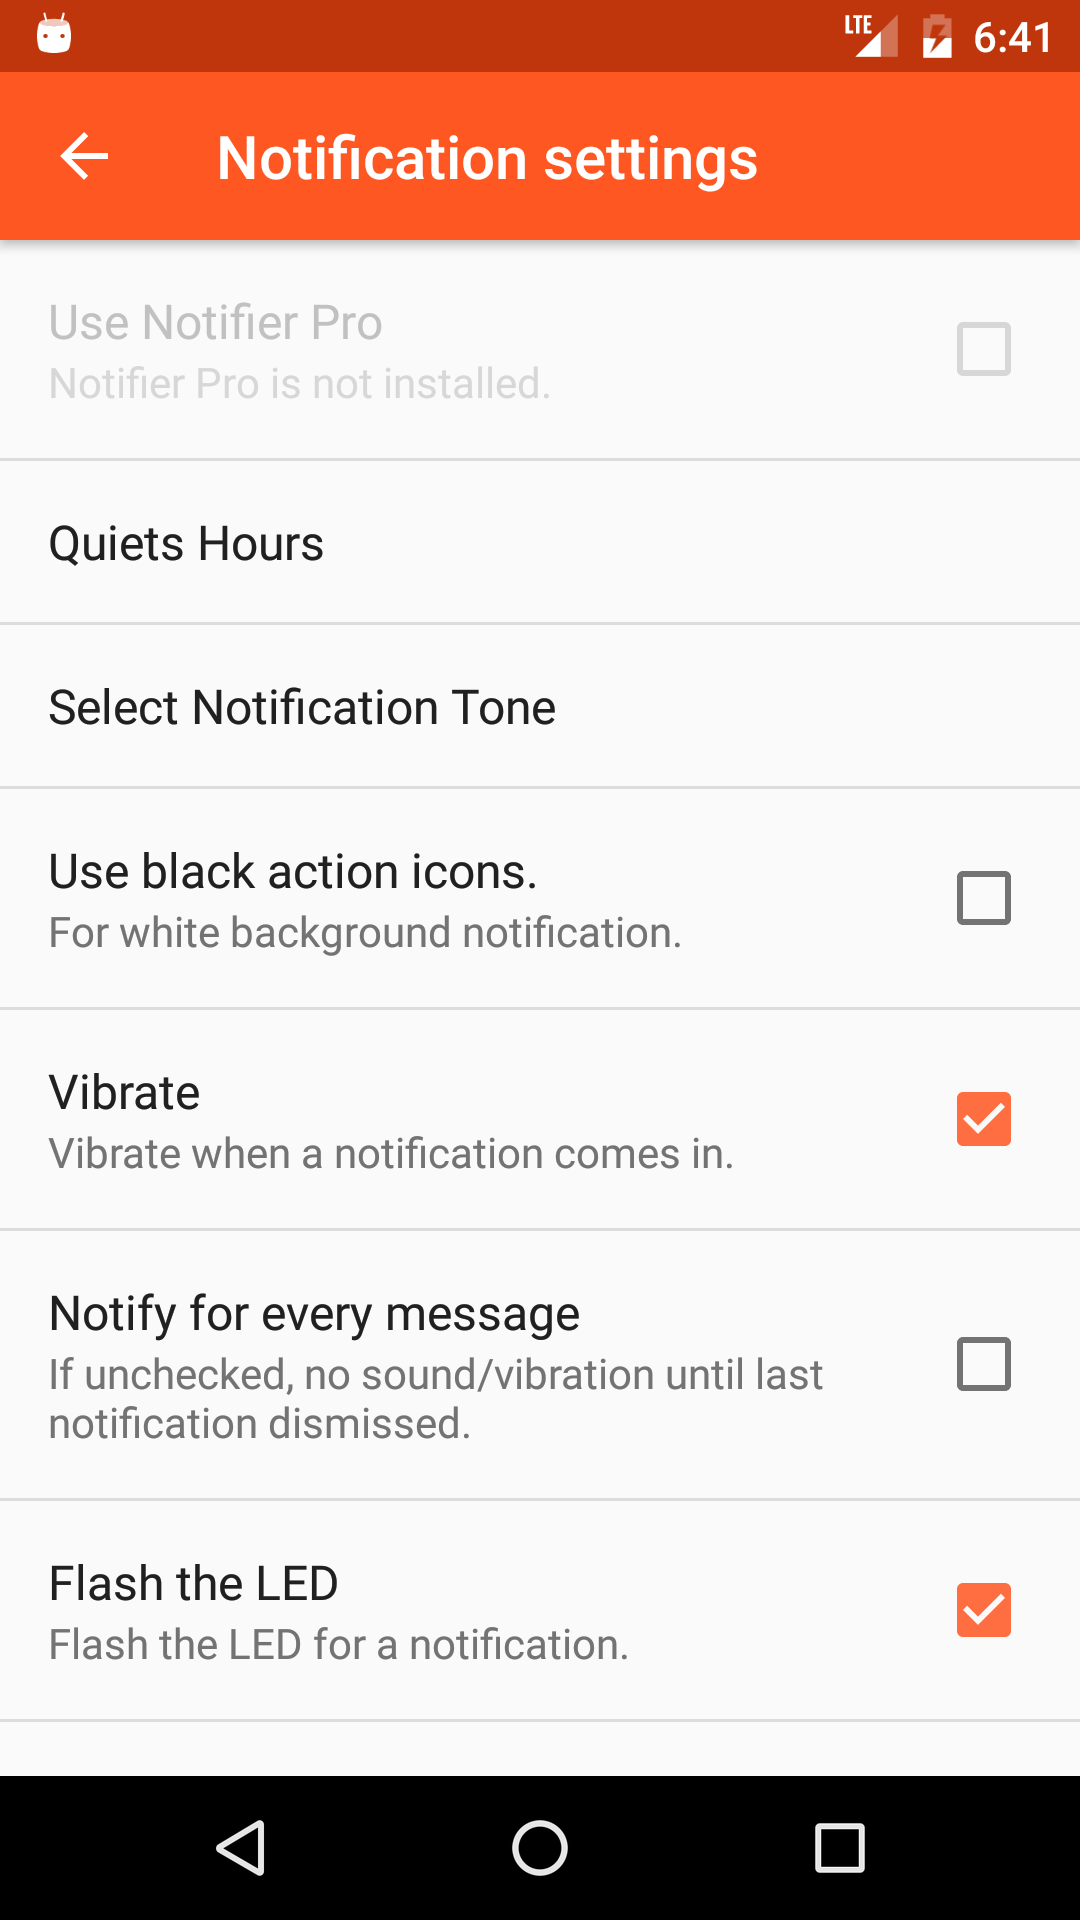 LTE 6:41
Notification settings
Use Notifier Pro
Notifier Pro is not installed.
Quiets Hours
Select Notification Tone
Use black action icons.
For white background notification.
Vibrate
Vibrate when a notification comes in.
Notify for every message
If unchecked, no sound/vibration until last
notification dismissed.
Flash the LED
Flash the LED for a notification.